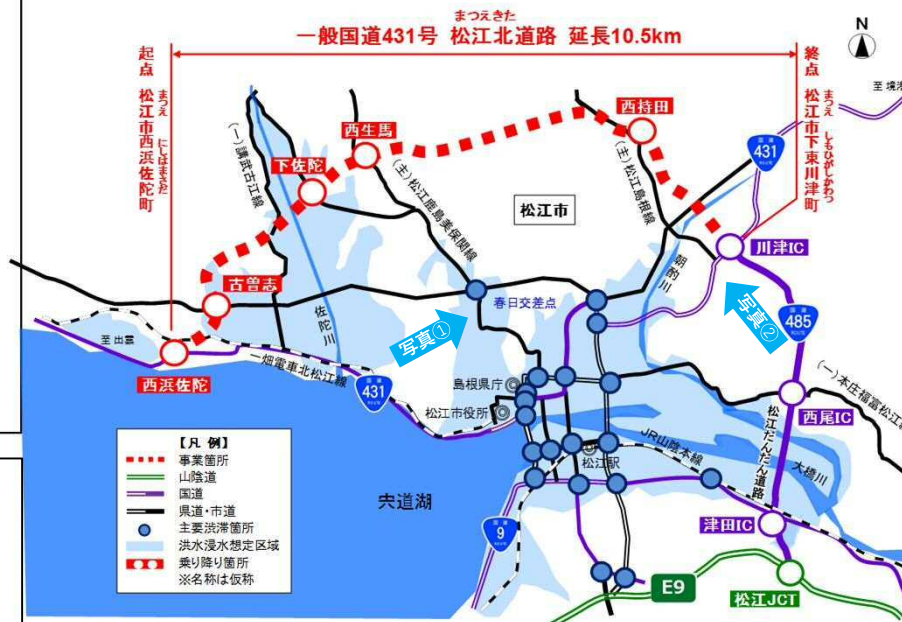 まつえきた
一般国道431号 松江北道路 延長10.5km
N
起点 松江市西浜佐陀町
まつえ にしはまさだ
終点 松江市下東川津町
まつえ しもひがしかわつ
至 境港
西持田
西生馬
(一)講武古江線
下佐陀
(主)松江鹿島美保関線
(主)松江島根線
国道
431
ROUTE
松江市
川津IC
朝酌川
古曽志
佐陀川
春日交差点
写真①
写真②
国道
485
ROUTE
至 出雲
西浜佐陀
一畑電車北松江線
国道
431
ROUTE
島根県庁
松江市役所
西尾IC
(一)本庄福富松江線
松江だんだん道路
JR山陰本線
大橋川
松江駅
宍道湖
津田IC
国道
9
ROUTE
E9
松江JCT
【凡 例】
事業箇所
山陰道
国道
県道・市道
主要渋滞箇所
洪水浸水想定区域
乗り降り箇所
※名称は仮称